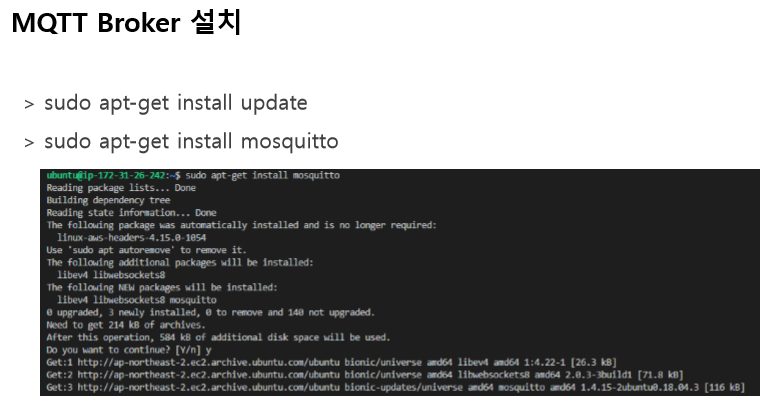 MQTT Broker 설치
> sudo apt-get install update
> sudo apt-get install mosquitto
ubuntu@ip-172-31-26-242:~$ sudo apt-get install mosquitto
Reading package lists... Done
Building dependency tree
Reading state information... Done
The following package was automatically installed and is no longer required:
linux-aws-headers-4.15.0-1054
Use 'sudo apt autoremove' to remove it.
The following additional packages will be installed:
libev4 libwebsockets8
The following NEW packages will be installed:
libev4 libwebsockets8 mosquitto
0 upgraded, 3 newly installed, 0 to remove and 140 not upgraded.
Need to get 214 kB of archives.
After this operation, 584 kB of additional disk space will be used.
Do you want to continue? [Y/n] y
Get:1 http://ap-northeast-2.ec2.archive.ubuntu.com/ubuntu bionic/universe amd64 libev4 amd64 1:4.22-1 [26.3 kB]
Get:2 http://ap-northeast-2.ec2.archive.ubuntu.com/ubuntu bionic/universe amd64 libwebsockets8 amd64 2.0.3-3build1 [71.8 kB]
Get:3 http://ap-northeast-2.ec2.archive.ubuntu.com/ubuntu bionic-updates/universe amd64 mosquitto amd64 1.4.15-2ubuntu0.18.04.3 [116 kB]